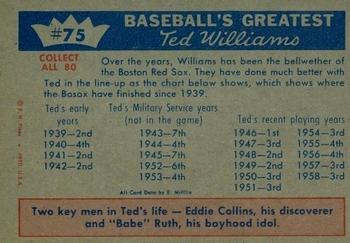 #75
BASEBALL'S GREATEST
Ted Williams
COLLECT
ALL 80
Over the years, Williams has been the bellwether of
the Boston Red Sox. They have done much better with
Ted in the line-up as the chart below shows, which shows where
the Bosox have finished since 1939.
Ted's early
years
1939—2nd
1940—4th
1941—2nd
1942—2nd
Ted's Military Service years
(not in the game)
1943—7th
1944—4th
1945—7th
1952—6th
1953—4th
Ted's recent playing years
1946—1st 1954—3rd
1947—3rd 1955—4th
1948—2nd 1956—4th
1949—2nd 1957—3rd
1950—3rd 1958—3rd
1951—3rd
All Card Data by E. Mifflin
Two key men in Ted's life — Eddie Collins, his discoverer
and "Babe" Ruth, his boyhood idol.